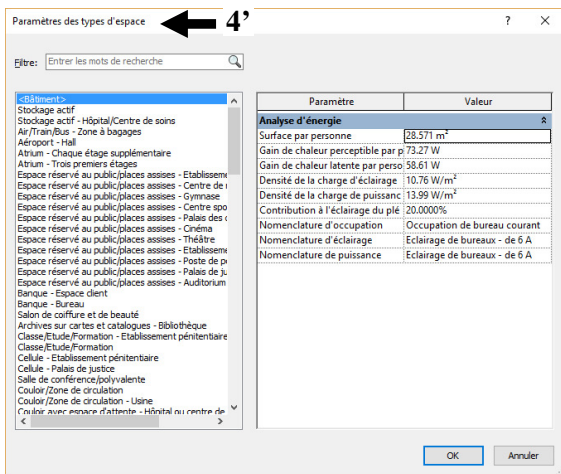 Paramètres des types d'espace
4’
?
Filtre:
Entrer les mots de recherche
<Bâtiment>
Stockage actif
Stockage actif - Hôpital/Centre de soins
Air/Train/Bus - Zone à bagages
Aéroport - Hall
Atrium - Chaque étage supplémentaire
Atrium - Trois premiers étages
Espace réservé au public/places assises - Etablisseme
Espace réservé au public/places assises - Centre de
Espace réservé au public/places assises - Gymnase
Espace réservé au public/places assises - Centre spo
Espace réservé au public/places assises - Palais des
Espace réservé au public/places assises - Cinéma
Espace réservé au public/places assises - Théâtre
Espace réservé au public/places assises - Etablisseme
Espace réservé au public/places assises - Poste de p
Espace réservé au public/places assises - Palais de ju
Espace réservé au public/places assises - Auditorium
Banque - Espace client
Banque - Bureau
Salon de coiffure et de beauté
Archives sur cartes et catalogues - Bibliothèque
Classe/Etude/Formation - Etablissement pénitentiaire
Classe/Etude/Formation
Cellule - Etablissement pénitentiaire
Cellule - Palais de justice
Salle de conférence/polyvalente
Couloir/Zone de circulation
Couloir/Zone de circulation - Usine
Couloir avec espace d'attente - Hôpital ou centre de
Paramètre Valeur
Analyse d'énergie
Surface par personne 28.571 m²
Gain de chaleur perceptible par p 73.27 W
Gain de chaleur latente par perso 58.61 W
Densité de la charge d'éclairage 10.76 W/m²
Densité de la charge de puissanc 13.99 W/m²
Contribution à l'éclairage du plé 20.0000%
Nomenclature d'occupation Occupation de bureau courant
Nomenclature d'éclairage Eclairage de bureaux - de 6 A
Nomenclature de puissance Eclairage de bureaux - de 6 A
OK Annuler